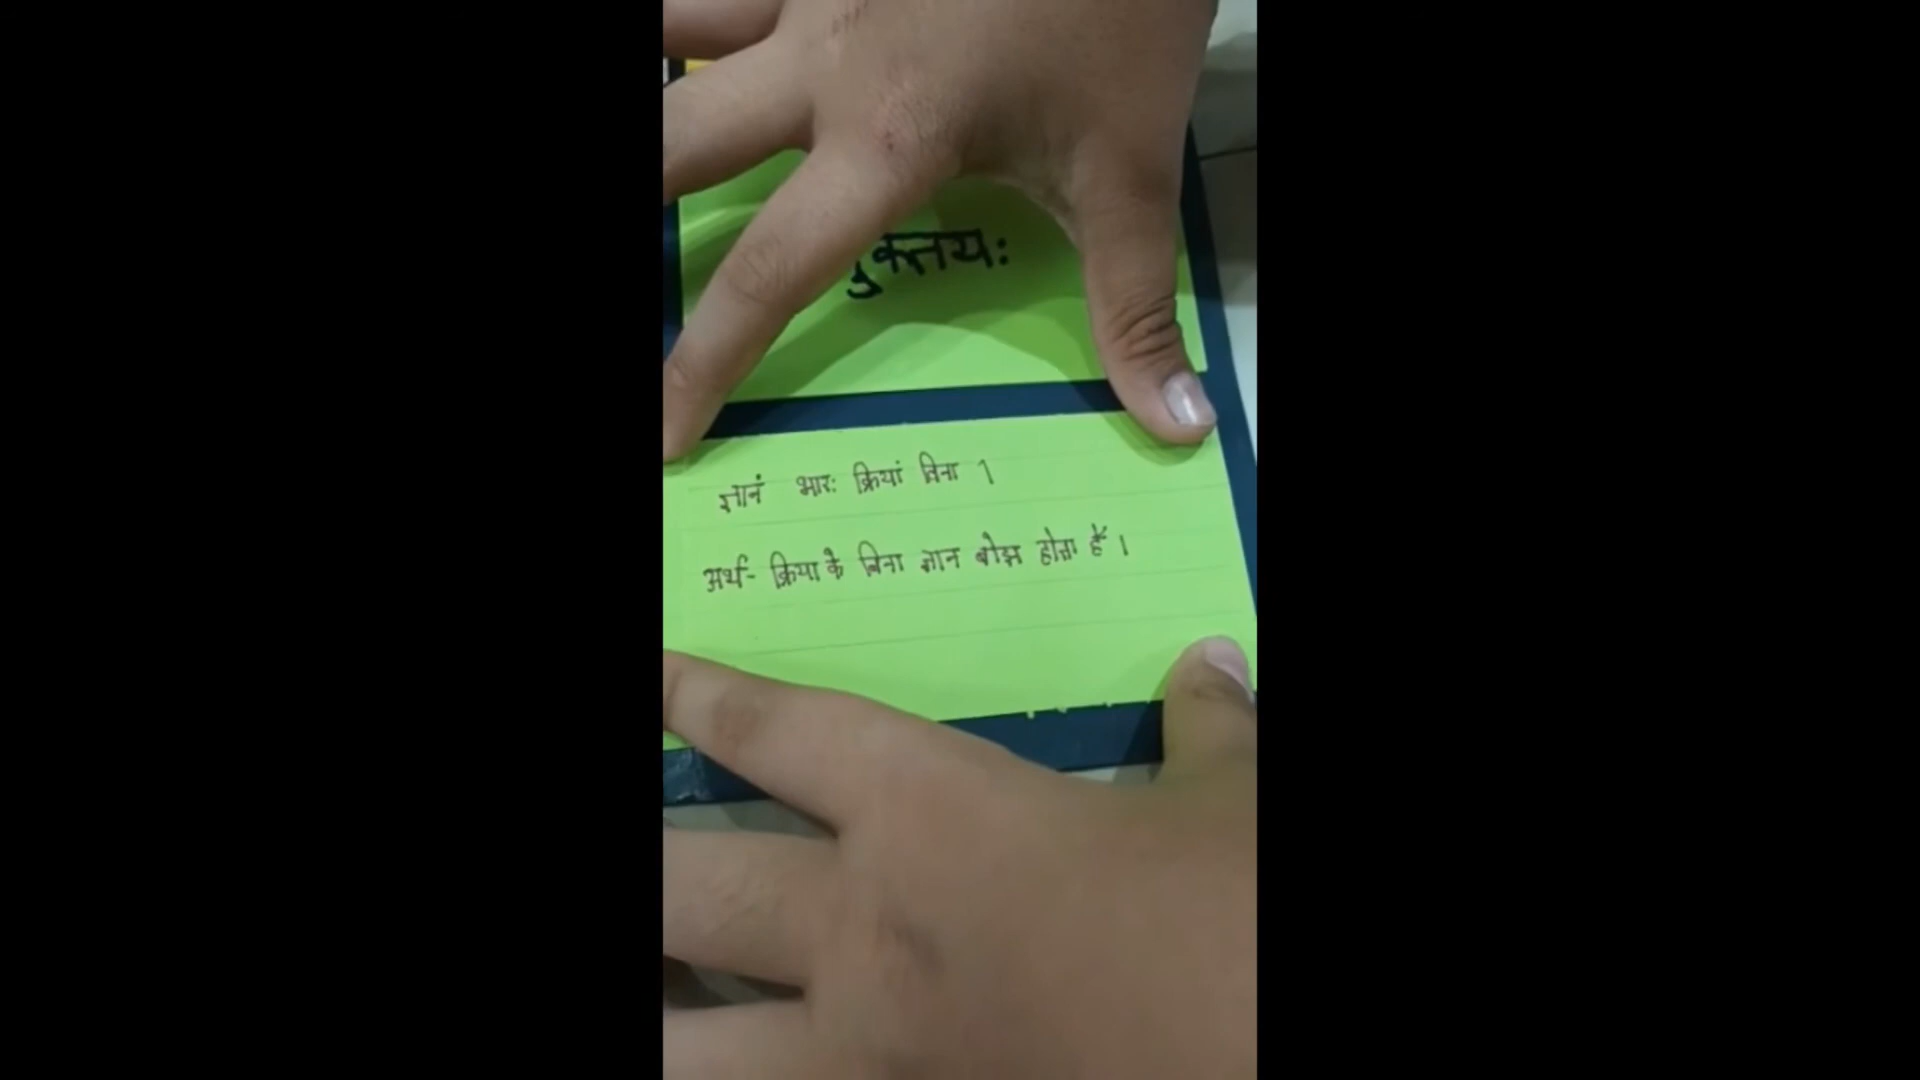 ुक्तयः
ज्ञानं भारः क्रियां विना ।
अर्थ- क्रिया के बिना ज्ञान बोझ होता है ।